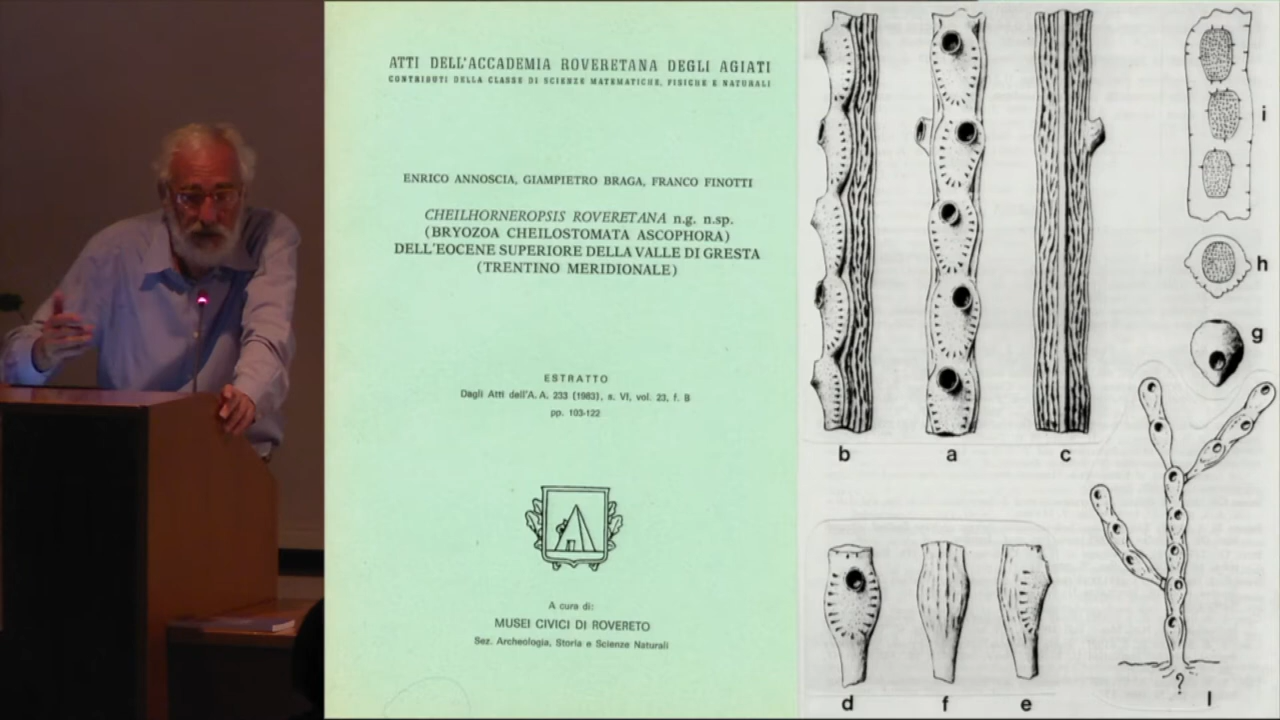 ATTI DELL'ACCADEMIA ROVERETANA DEGLI AGIATI
CONTRIBUTI DELLA CLASSE DI SCIENZE MATEMATICHE, FISICHE E NATURALI
ENRICO ANNOSCIA, GIAMPIETRO BRAGA, FRANCO FINOTTI
CHEILHORNEROPSIS ROVERETANA n.g. n.sp.
(BRYOZOA CHEILOSTOMATA ASCOPHORA)
DELL'EOCENE SUPERIORE DELLA VALLE DI GRESTA
(TRENTINO MERIDIONALE)
ESTRATTO
Dagli Atti dell'A. A. 233 (1983), s. VI, vol. 23, f. B
pp. 103-122
A cura di:
MUSEI CIVICI DI ROVERETO
Sez. Archeologia, Storia e Scienze Naturali
b a c
i
h
g
d f e
?
l